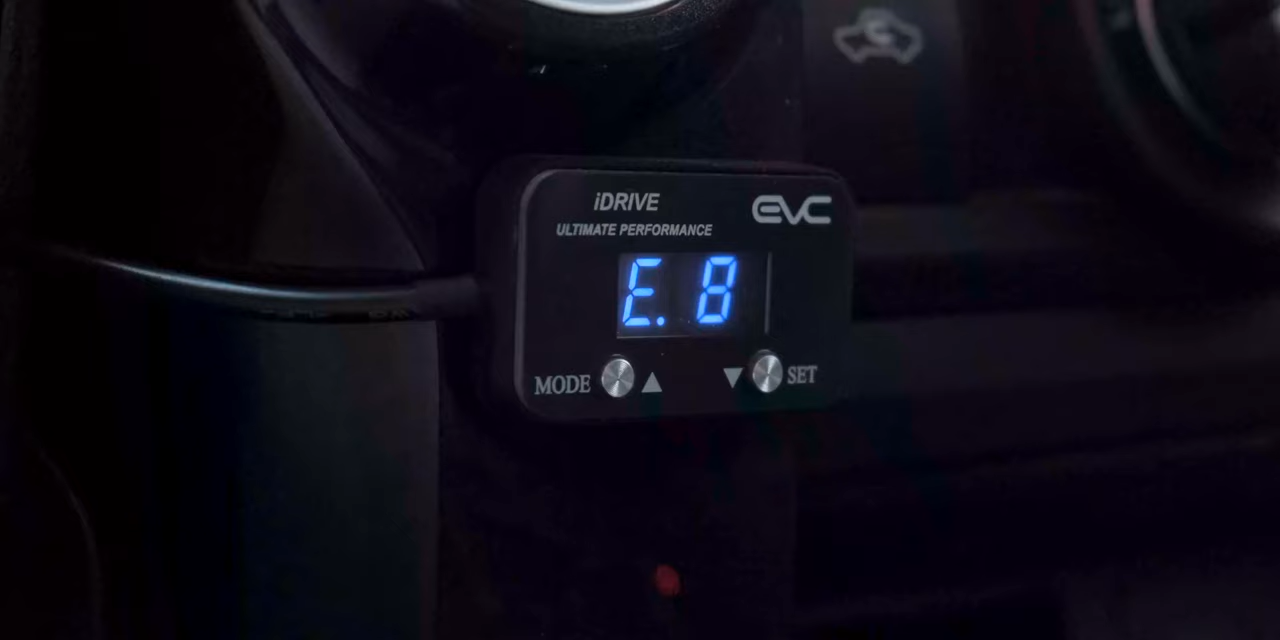 iDRIVE
EVC
ULTIMATE PERFORMANCE
E. 8
MODE ▲ ▼ SET